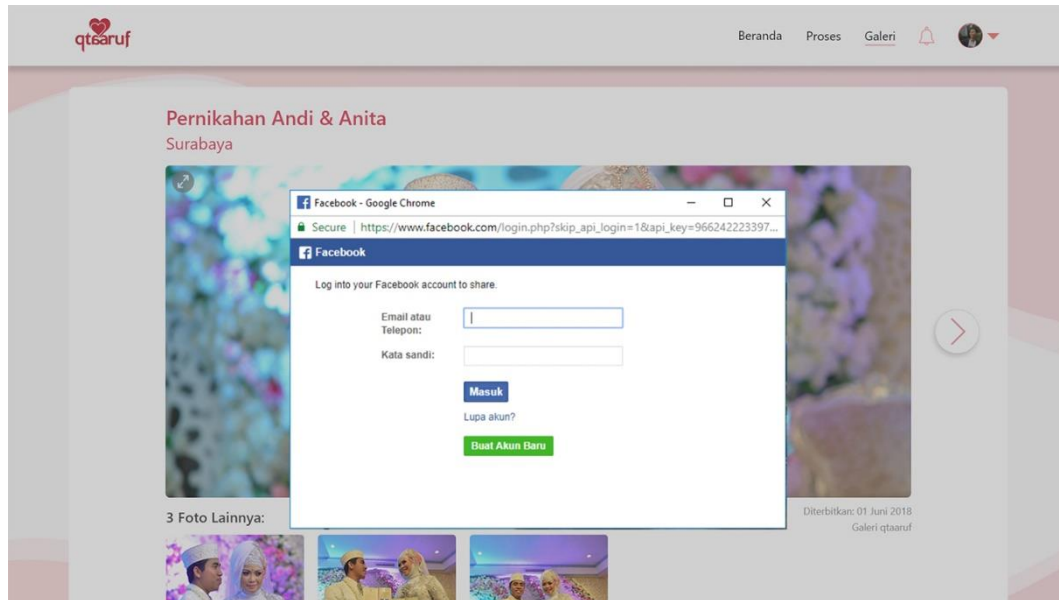 qtaaruf
Beranda Proses Galeri
Pernikahan Andi & Anita
Surabaya
Facebook - Google Chrome
Secure | https://www.facebook.com/login.php?skip_api_login=1&api_key=966242223397...
Facebook
Log into your Facebook account to share.
Email atau
Telepon:
Kata sandi:
Masuk
Lupa akun?
Buat Akun Baru
3 Foto Lainnya:
Diterbitkan: 01 Juni 2018
Galeri qtaaruf